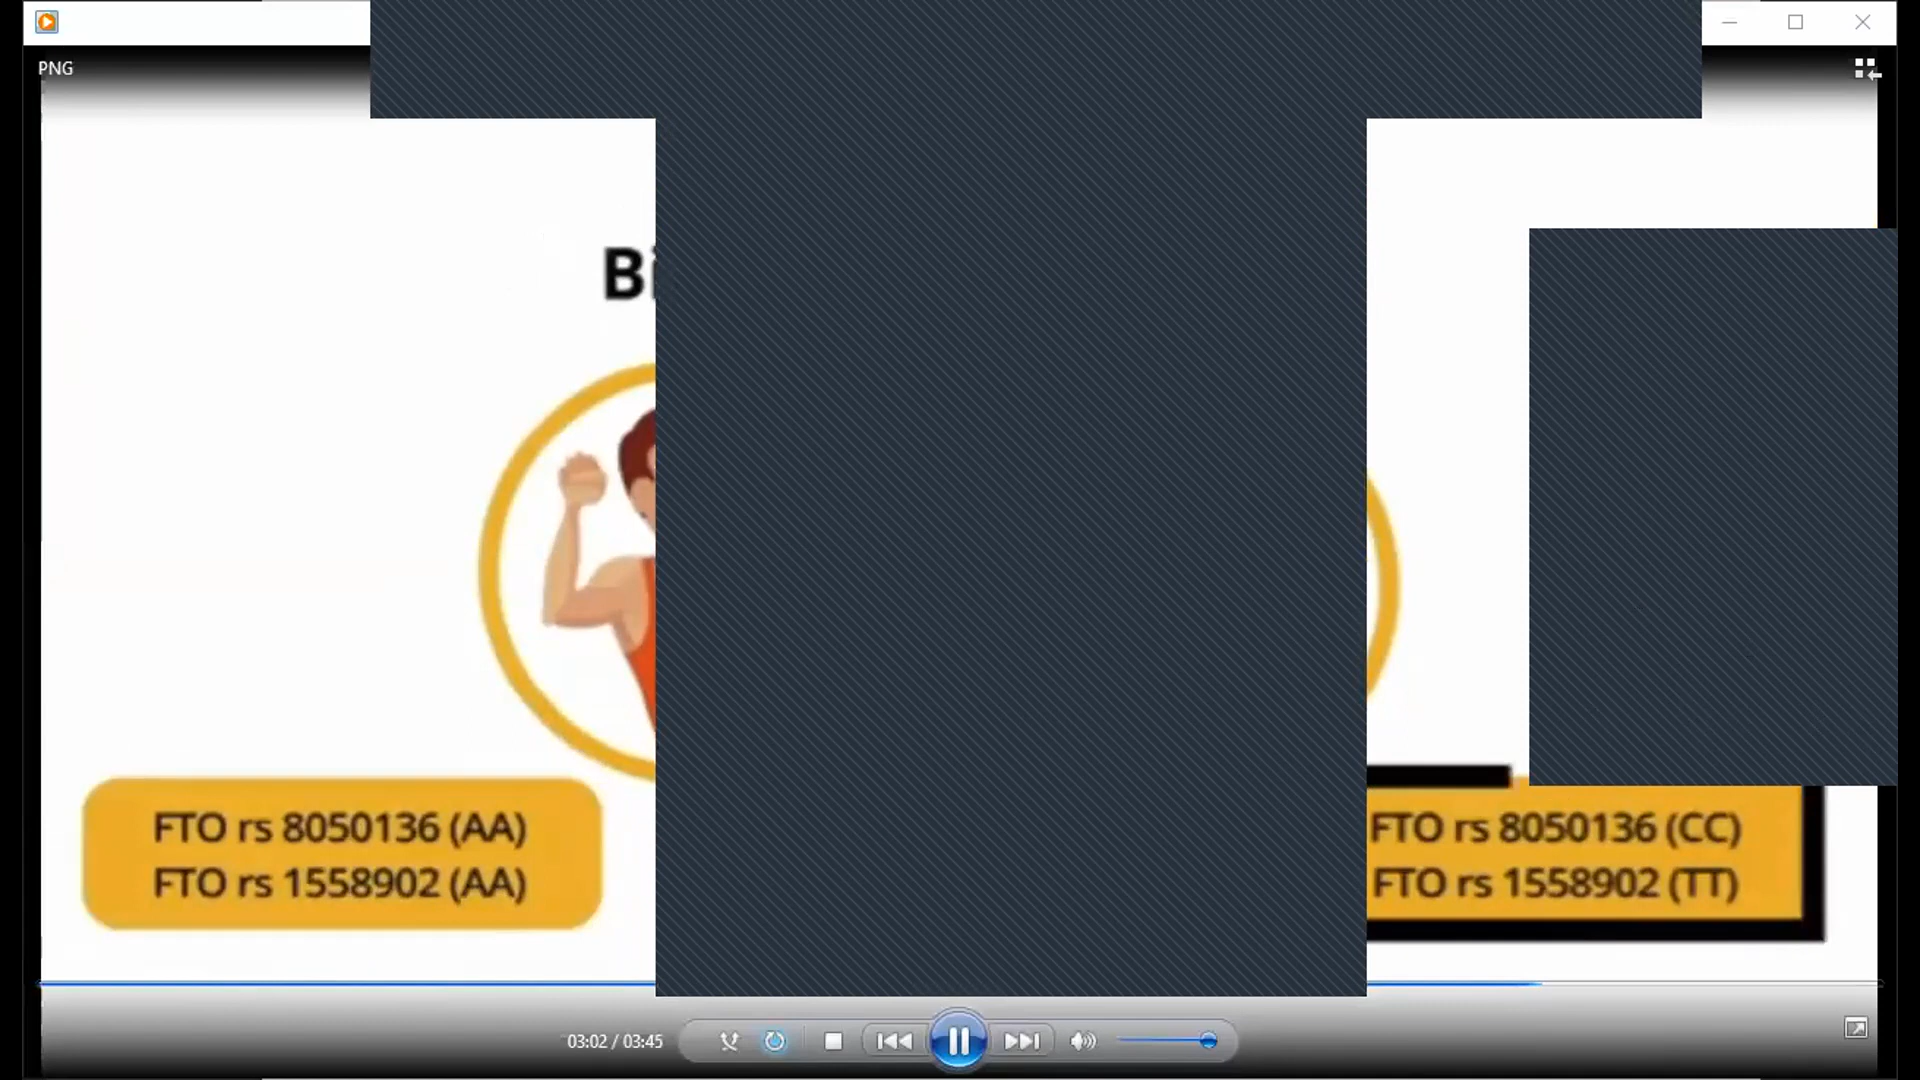 PNG
FTO rs 8050136 (AA)
FTO rs 1558902 (AA)
FTO rs 8050136 (CC)
FTO rs 1558902 (TT)
03:02 / 03:45